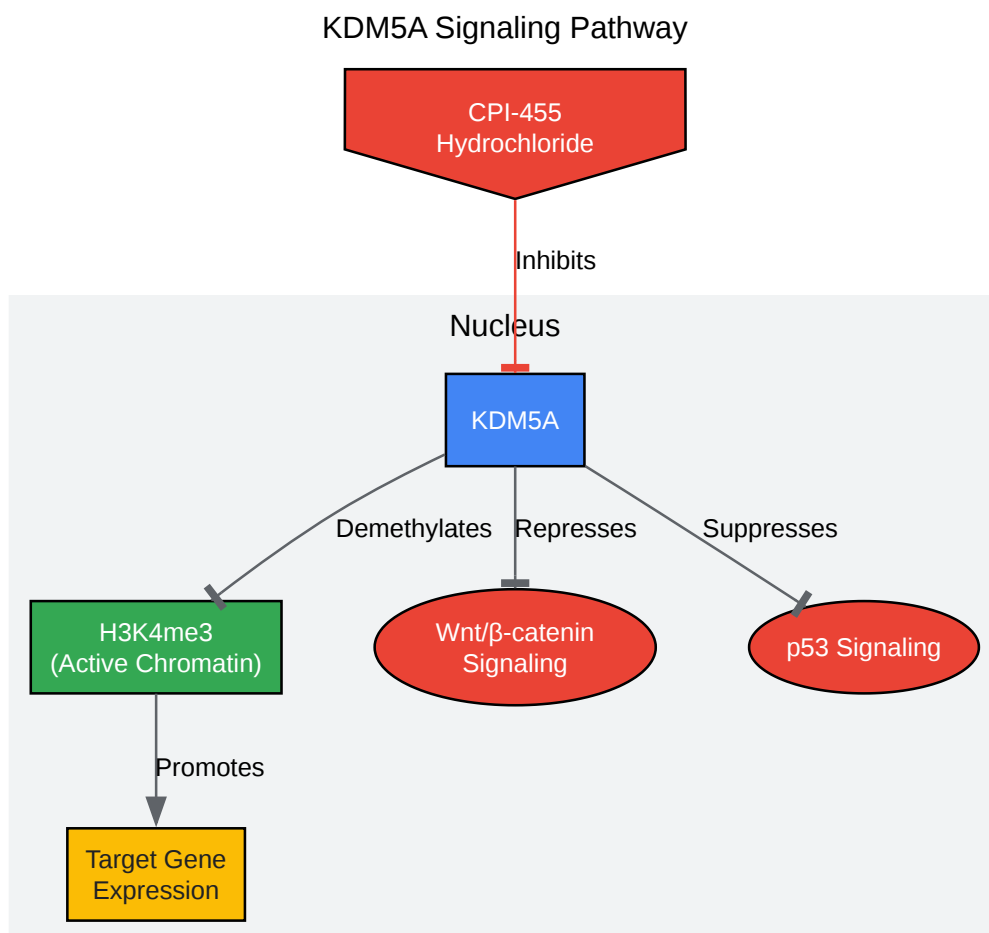 KDM5A Signaling Pathway
CPI-455
Hydrochloride
Inhibits
Nucleus
KDM5A
Demethylates
Represses
Suppresses
H3K4me3
(Active Chromatin)
Wnt/β-catenin
Signaling
p53 Signaling
Promotes
Target Gene
Expression